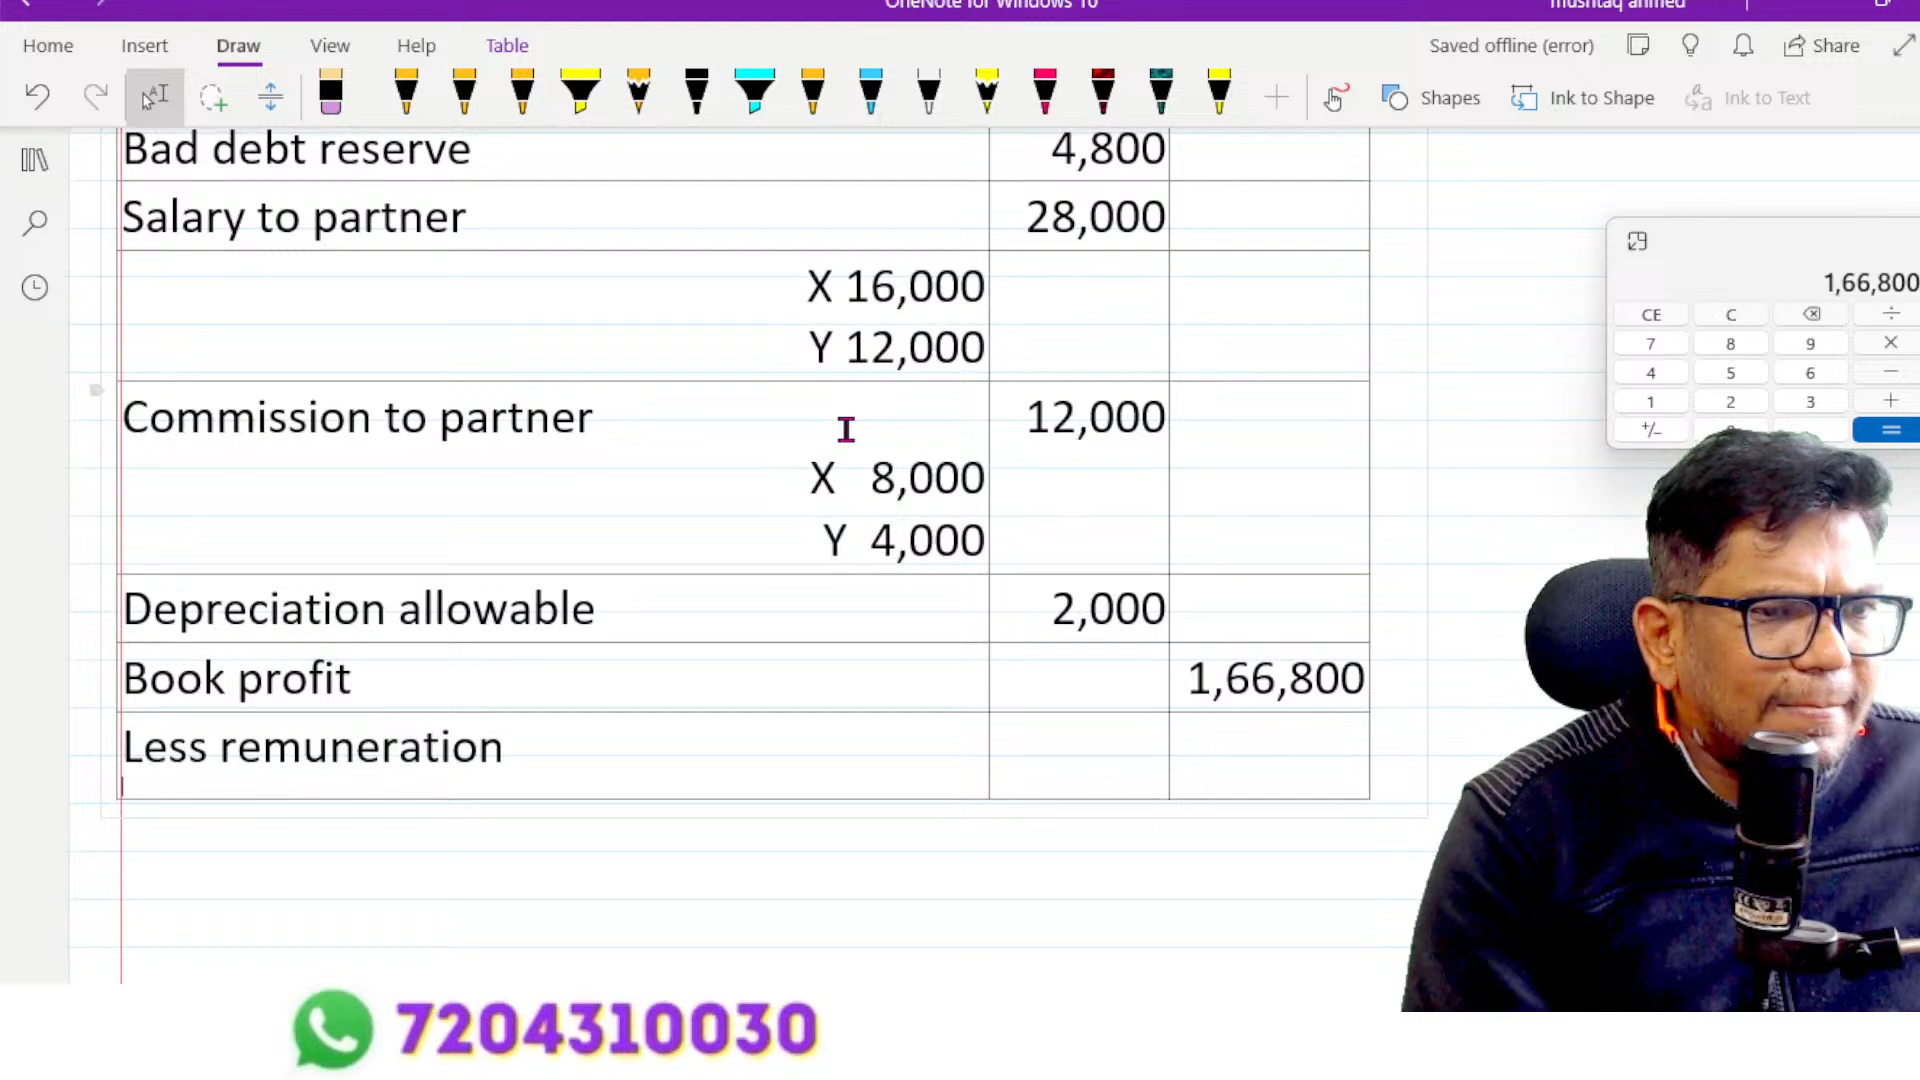 OneNote for Windows 10
mushtaq ahmed
Home Insert Draw View Help Table
Saved offline (error) Share
Shapes Ink to Shape Ink to Text
Bad debt reserve 4,800
Salary to partner 28,000
X 16,000
Y 12,000
Commission to partner 12,000
X 8,000
Y 4,000
Depreciation allowable 2,000
Book profit 1,66,800
Less remuneration
1,66,800
CE C ⌫ ÷
7 8 9 ×
4 5 6 −
1 2 3 +
+/− =
7204310030